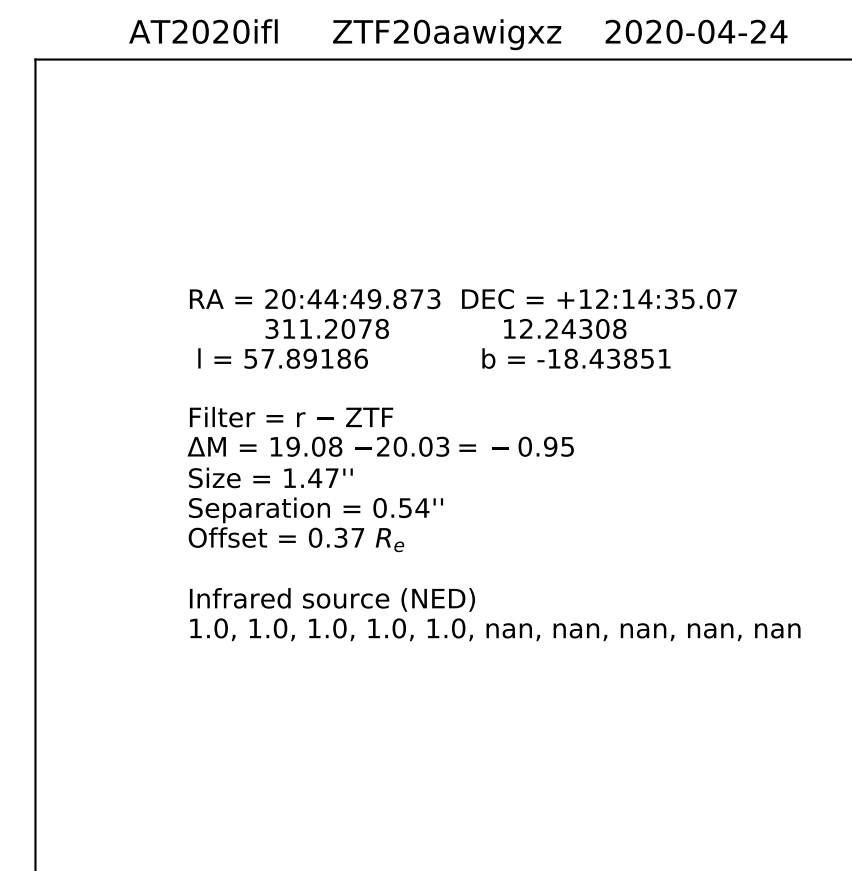 AT2020ifl ZTF20aawigxz 2020-04-24
RA = 20:44:49.873 DEC = +12:14:35.07
311.2078 12.24308
l = 57.89186 b = -18.43851
Filter = r − ZTF
ΔM = 19.08 −20.03 = − 0.95
Size = 1.47''
Separation = 0.54''
Offset = 0.37 Rₑ
Infrared source (NED)
1.0, 1.0, 1.0, 1.0, 1.0, nan, nan, nan, nan, nan